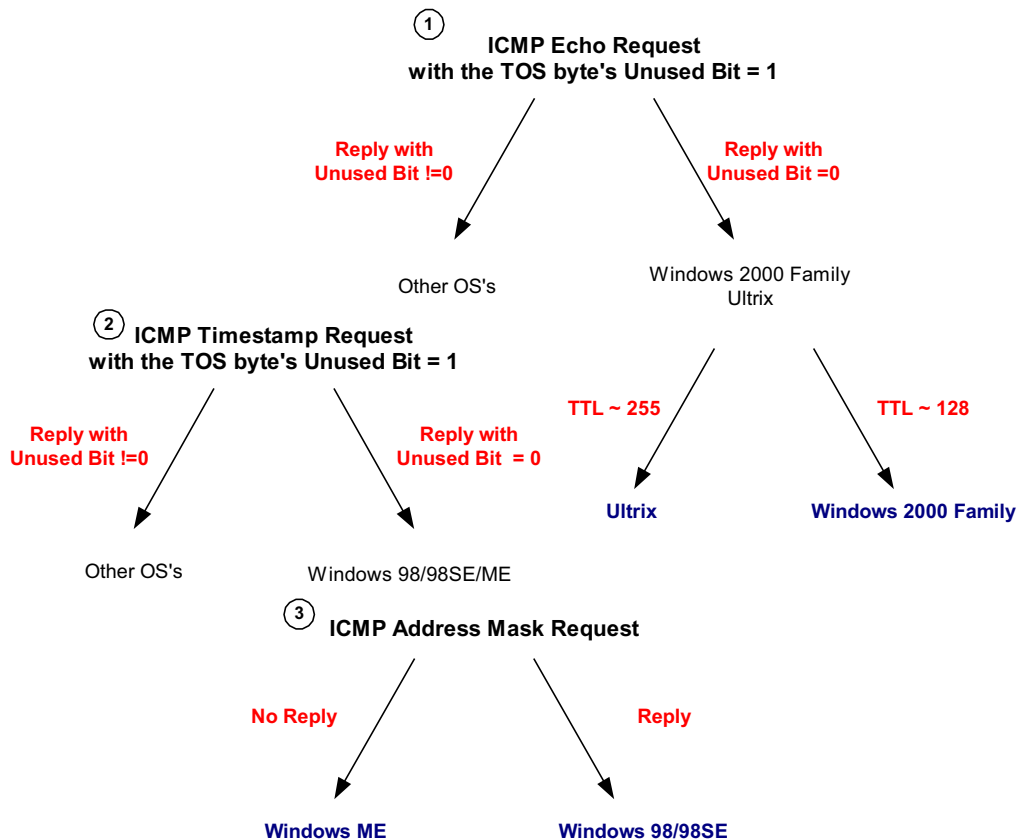 1
ICMP Echo Request
with the TOS byte's Unused Bit = 1
Reply with
Unused Bit !=0
Reply with
Unused Bit =0
Other OS's
Windows 2000 Family
Ultrix
2
ICMP Timestamp Request
with the TOS byte's Unused Bit = 1
TTL ~ 255
TTL ~ 128
Reply with
Unused Bit !=0
Reply with
Unused Bit = 0
Ultrix
Windows 2000 Family
Other OS's
Windows 98/98SE/ME
3
ICMP Address Mask Request
No Reply
Reply
Windows ME
Windows 98/98SE